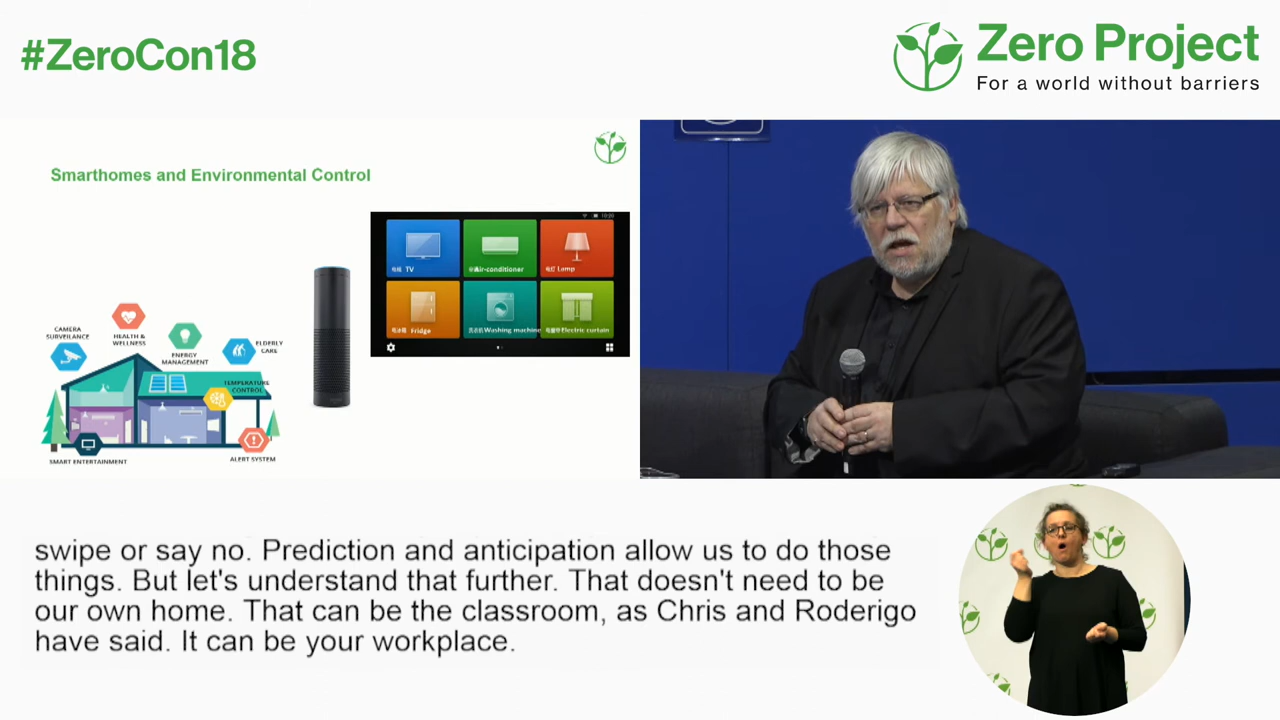 #ZeroCon18
Zero Project
For a world without barriers
Smarthomes and Environmental Control
10:20
TV
air-conditioner
Lamp
Fridge
Washing machine
Electric curtain
CAMERA
SURVEILANCE
HEALTH &
WELLNESS
ENERGY
MANAGEMENT
ELDERLY
CARE
TEMPERATURE
CONTROL
SMART ENTERTAINMENT
ALERT SYSTEM
swipe or say no. Prediction and anticipation allow us to do those
things. But let's understand that further. That doesn't need to be
our own home. That can be the classroom, as Chris and Roderigo
have said. It can be your workplace.